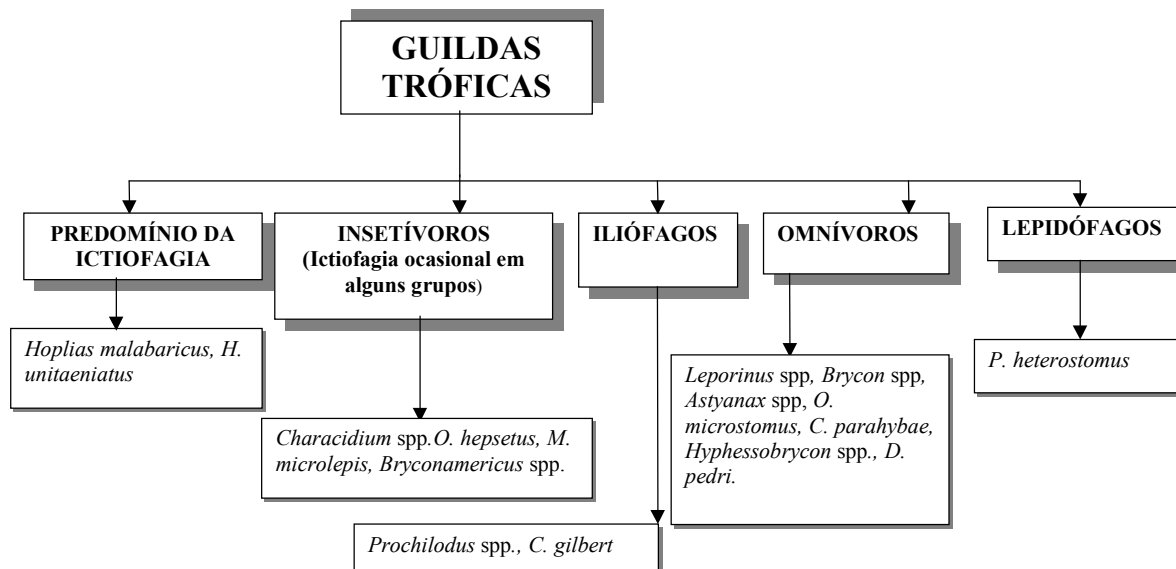 GUILDAS
TRÓFICAS
PREDOMÍNIO DA
ICTIOFAGIA
INSETÍVOROS
(Ictiofagia ocasional em
alguns grupos)
ILIÓFAGOS
OMNÍVOROS
LEPIDÓFAGOS
Hoplias malabaricus, H.
unitaeniatus
Characidium spp.O. hepsetus, M.
microlepis, Bryconamericus spp.
Prochilodus spp., C. gilbert
Leporinus spp, Brycon spp,
Astyanax spp, O.
microstomus, C. parahybae,
Hyphessobrycon spp., D.
pedri.
P. heterostomus